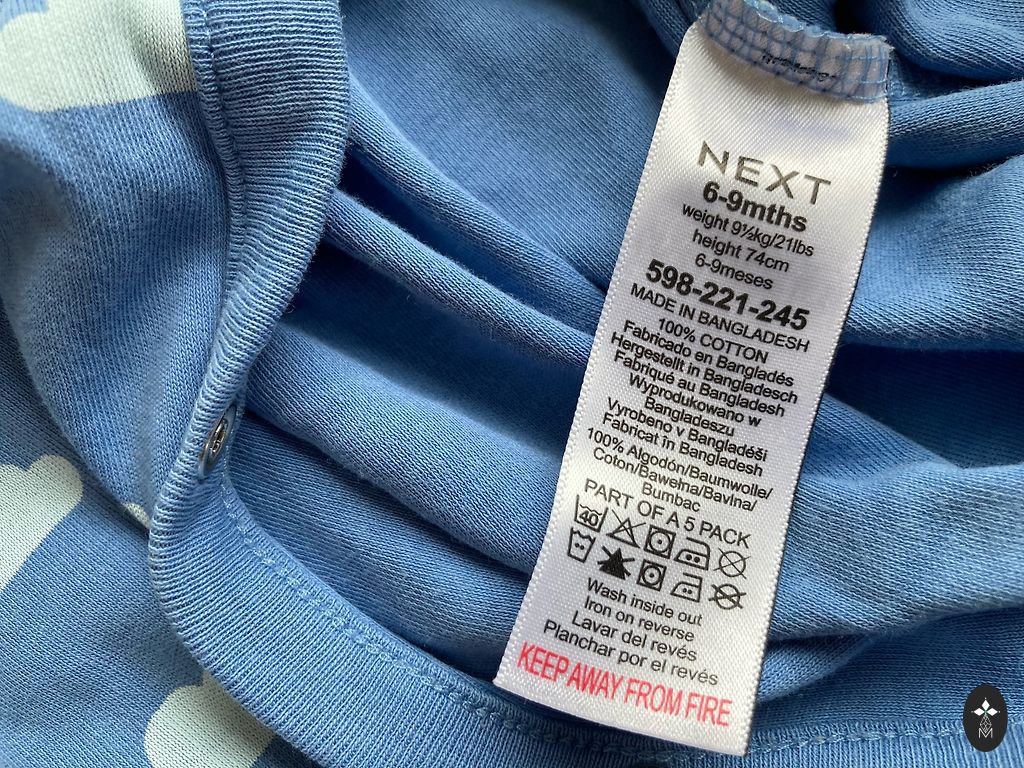 NEXT
6-9mths
weight 9½kg/21lbs
height 74cm
6-9meses
598-221-245
MADE IN BANGLADESH
100% COTTON
Fabricado en Bangladés
Hergestellt in Bangladesch
Fabriqué au Bangladesh
Wyprodukowano w
Bangladeszu
Vyrobeno v Bangladéši
Fabricat în Bangladesh
100% Algodón/Baumwolle/
Coton/Bawełna/Bavlna/
Bumbac
PART OF A 5 PACK
40
Wash inside out
Iron on reverse
Lavar del revés
Planchar por el revés
KEEP AWAY FROM FIRE
M